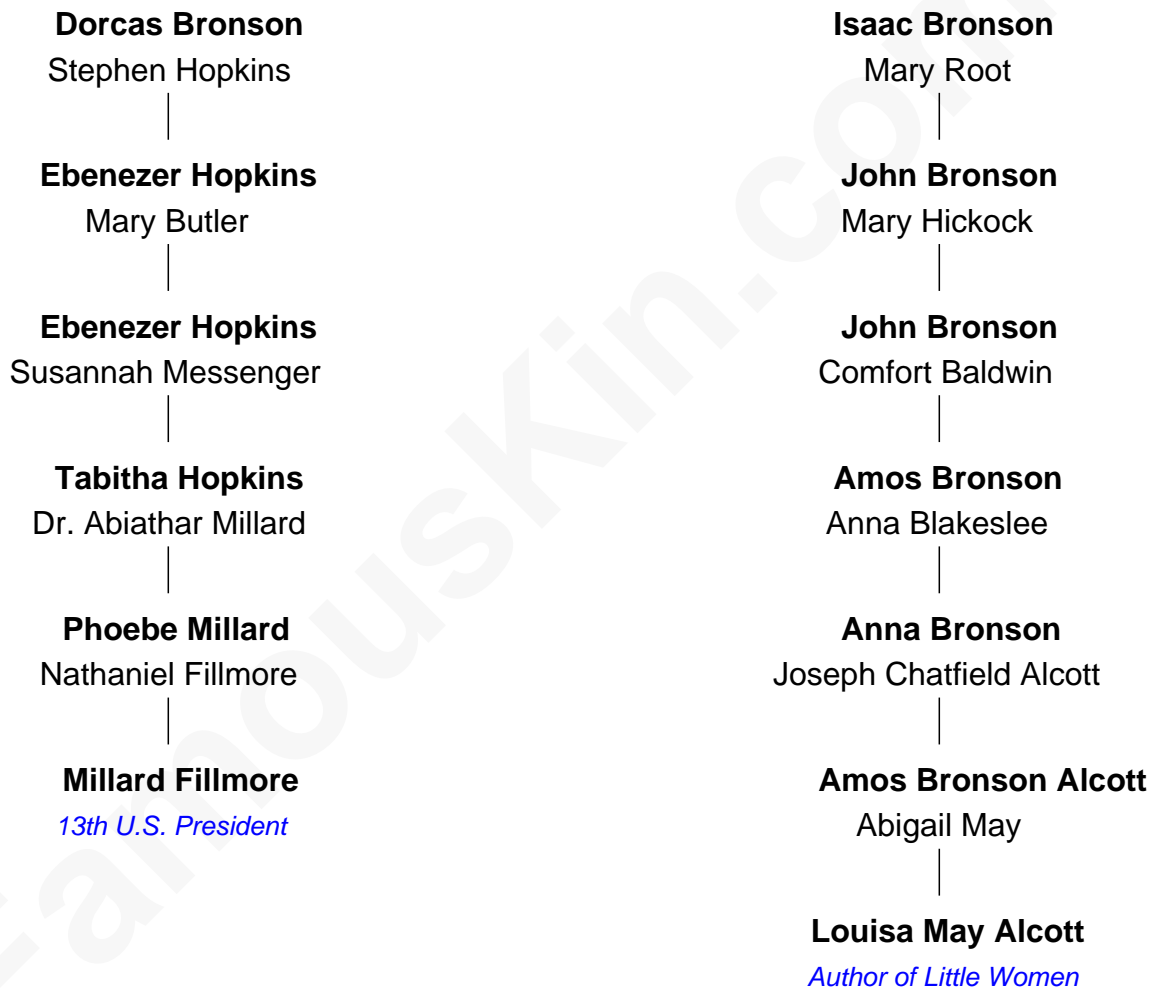 Dorcas Bronson
Stephen Hopkins
Ebenezer Hopkins
Mary Butler
Ebenezer Hopkins
Susannah Messenger
Tabitha Hopkins
Dr. Abiathar Millard
Phoebe Millard
Nathaniel Fillmore
Millard Fillmore
13th U.S. President
Isaac Bronson
Mary Root
John Bronson
Mary Hickock
John Bronson
Comfort Baldwin
Amos Bronson
Anna Blakeslee
Anna Bronson
Joseph Chatfield Alcott
Amos Bronson Alcott
Abigail May
Louisa May Alcott
Author of Little Women
FamousKin.com